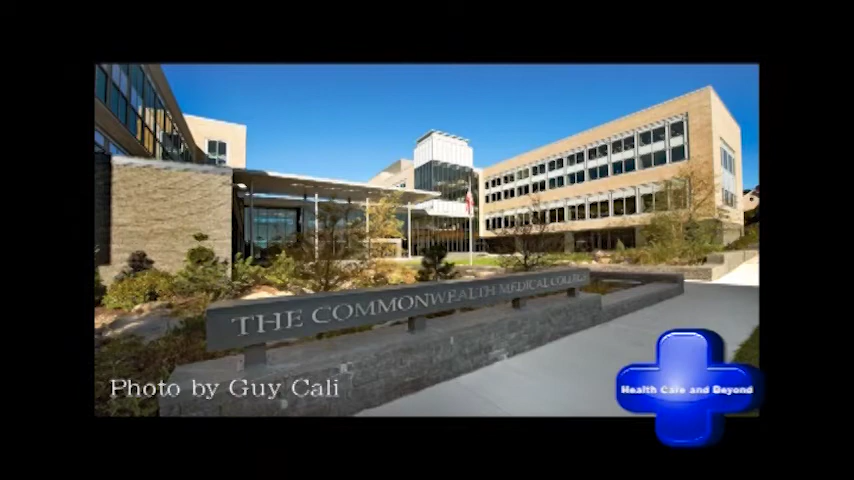 THE COMMONWEALTH MEDICAL COLLEGE
Photo by Guy Cali
Health Care and Beyond